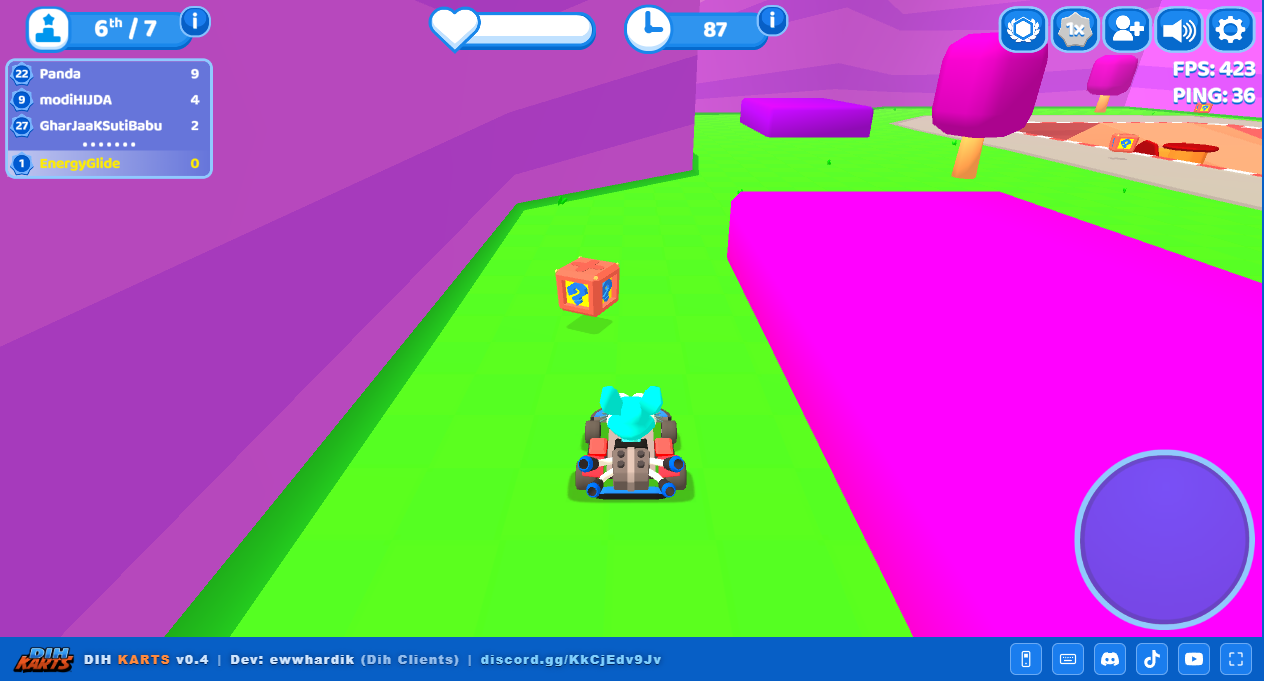 6th / 7
i
87
i
1x
FPS: 423
PING: 36
22 Panda 9
9 modiHIJDA 4
27 GharJaaKSutiBabu 2
1 EnergyGlide 0
?
DIH KARTS
DIH KARTS v0.4 | Dev: ewwhardik (Dih Clients) | discord.gg/KkCjEdv9Jv